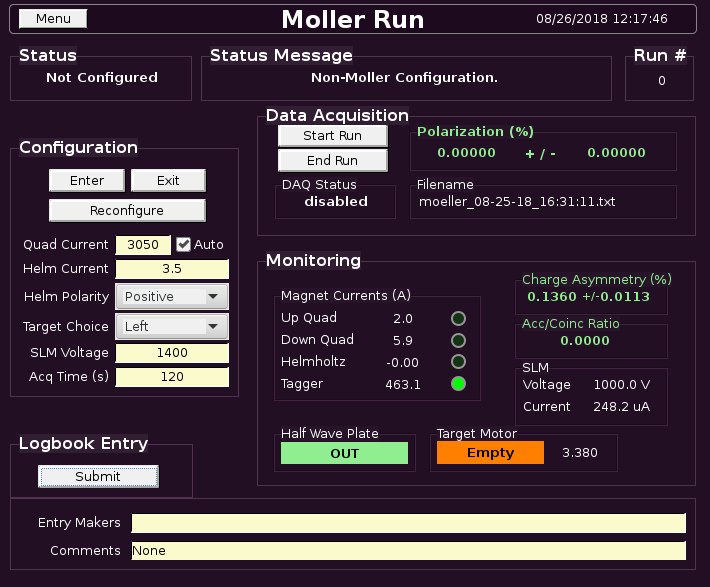 Menu
Moller Run
08/26/2018 12:17:46
Status
Not Configured
Status Message
Non-Moller Configuration.
Run #
0
Configuration
Enter
Exit
Reconfigure
Quad Current 3050 Auto
Helm Current 3.5
Helm Polarity Positive
Target Choice Left
SLM Voltage 1400
Acq Time (s) 120
Data Acquisition
Start Run
End Run
Polarization (%)
0.00000 + / - 0.00000
DAQ Status
disabled
Filename
moeller_08-25-18_16:31:11.txt
Monitoring
Magnet Currents (A)
Up Quad 2.0
Down Quad 5.9
Helmholtz -0.00
Tagger 463.1
Charge Asymmetry (%)
0.1360 +/-0.0113
Acc/Coinc Ratio
0.0000
SLM
Voltage 1000.0 V
Current 248.2 uA
Half Wave Plate
OUT
Target Motor
Empty 3.380
Logbook Entry
Submit
Entry Makers
Comments None